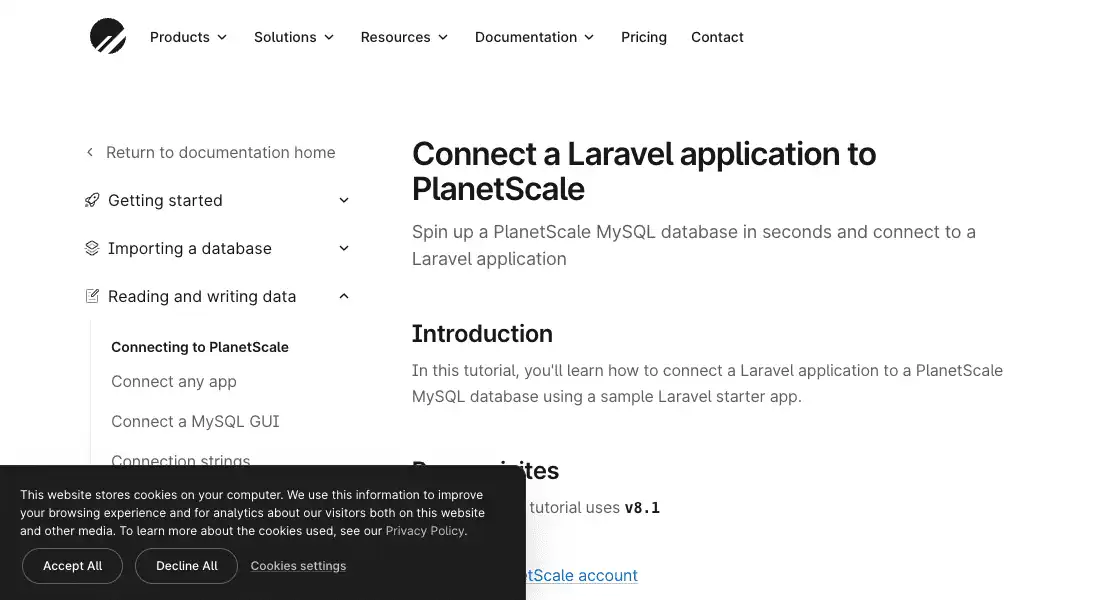 Products
Solutions
Resources
Documentation
Pricing
Contact
Return to documentation home
Getting started
Importing a database
Reading and writing data
Connecting to PlanetScale
Connect any app
Connect a MySQL GUI
Connection strings
Connect a Laravel application to
PlanetScale
Spin up a PlanetScale MySQL database in seconds and connect to a
Laravel application
Introduction
In this tutorial, you'll learn how to connect a Laravel application to a PlanetScale
MySQL database using a sample Laravel starter app.
tutorial uses v8.1
account
This website stores cookies on your computer. We use this information to improve
your browsing experience and for analytics about our visitors both on this website
and other media. To learn more about the cookies used, see our Privacy Policy.
Accept All
Decline All
Cookies settings